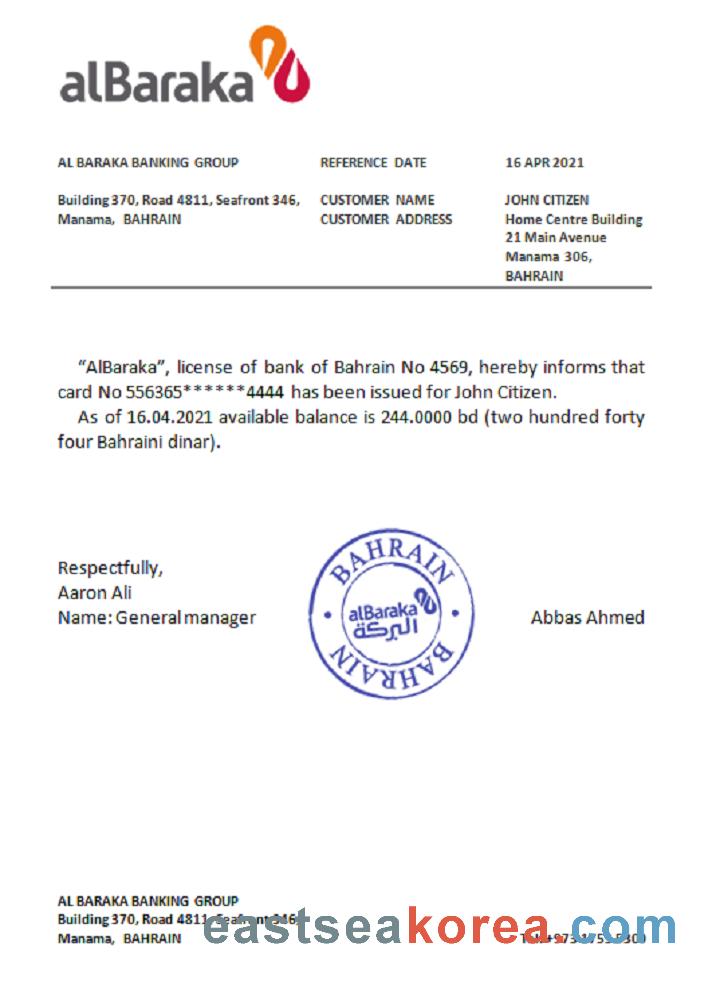 alBaraka
AL BARAKA BANKING GROUP REFERENCE DATE 16 APR 2021
Building 370, Road 4811, Seafront 346, CUSTOMER NAME JOHN CITIZEN
Manama, BAHRAIN CUSTOMER ADDRESS Home Centre Building
21 Main Avenue
Manama 306,
BAHRAIN
“AlBaraka”, license of bank of Bahrain No 4569, hereby informs that
card No 556365******4444 has been issued for John Citizen.
As of 16.04.2021 available balance is 244.0000 bd (two hundred forty
four Bahraini dinar).
Respectfully,
Aaron Ali
Name: General manager Abbas Ahmed
BAHRAIN
alBaraka
البركة
BAHRAIN
AL BARAKA BANKING GROUP
Building 370, Road 4811, Seafront 346,
Manama, BAHRAIN
eastseakorea.com